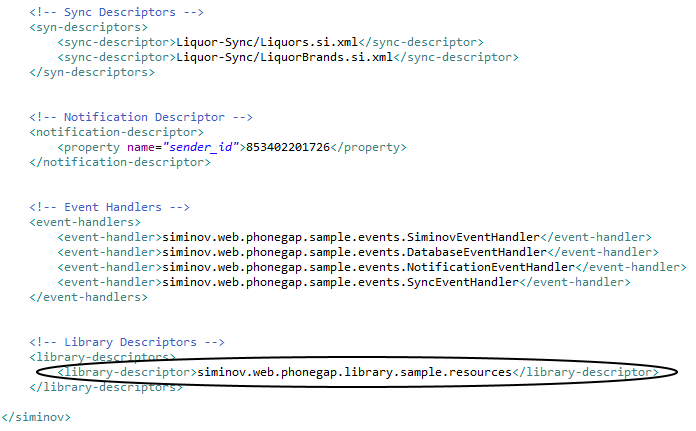 <!-- Sync Descriptors -->
<syn-descriptors>
<sync-descriptor>Liquor-Sync/Liquors.si.xml</sync-descriptor>
<sync-descriptor>Liquor-Sync/LiquorBrands.si.xml</sync-descriptor>
</syn-descriptors>
<!-- Notification Descriptor -->
<notification-descriptor>
<property name="sender_id">853402201726</property>
</notification-descriptor>
<!-- Event Handlers -->
<event-handlers>
<event-handler>siminov.web.phonegap.sample.events.SiminovEventHandler</event-handler>
<event-handler>siminov.web.phonegap.sample.events.DatabaseEventHandler</event-handler>
<event-handler>siminov.web.phonegap.sample.events.NotificationEventHandler</event-handler>
<event-handler>siminov.web.phonegap.sample.events.SyncEventHandler</event-handler>
</event-handlers>
<!-- Library Descriptors -->
<library-descriptors>
<library-descriptor>siminov.web.phonegap.library.sample.resources</library-descriptor>
</library-descriptors>
</siminov>